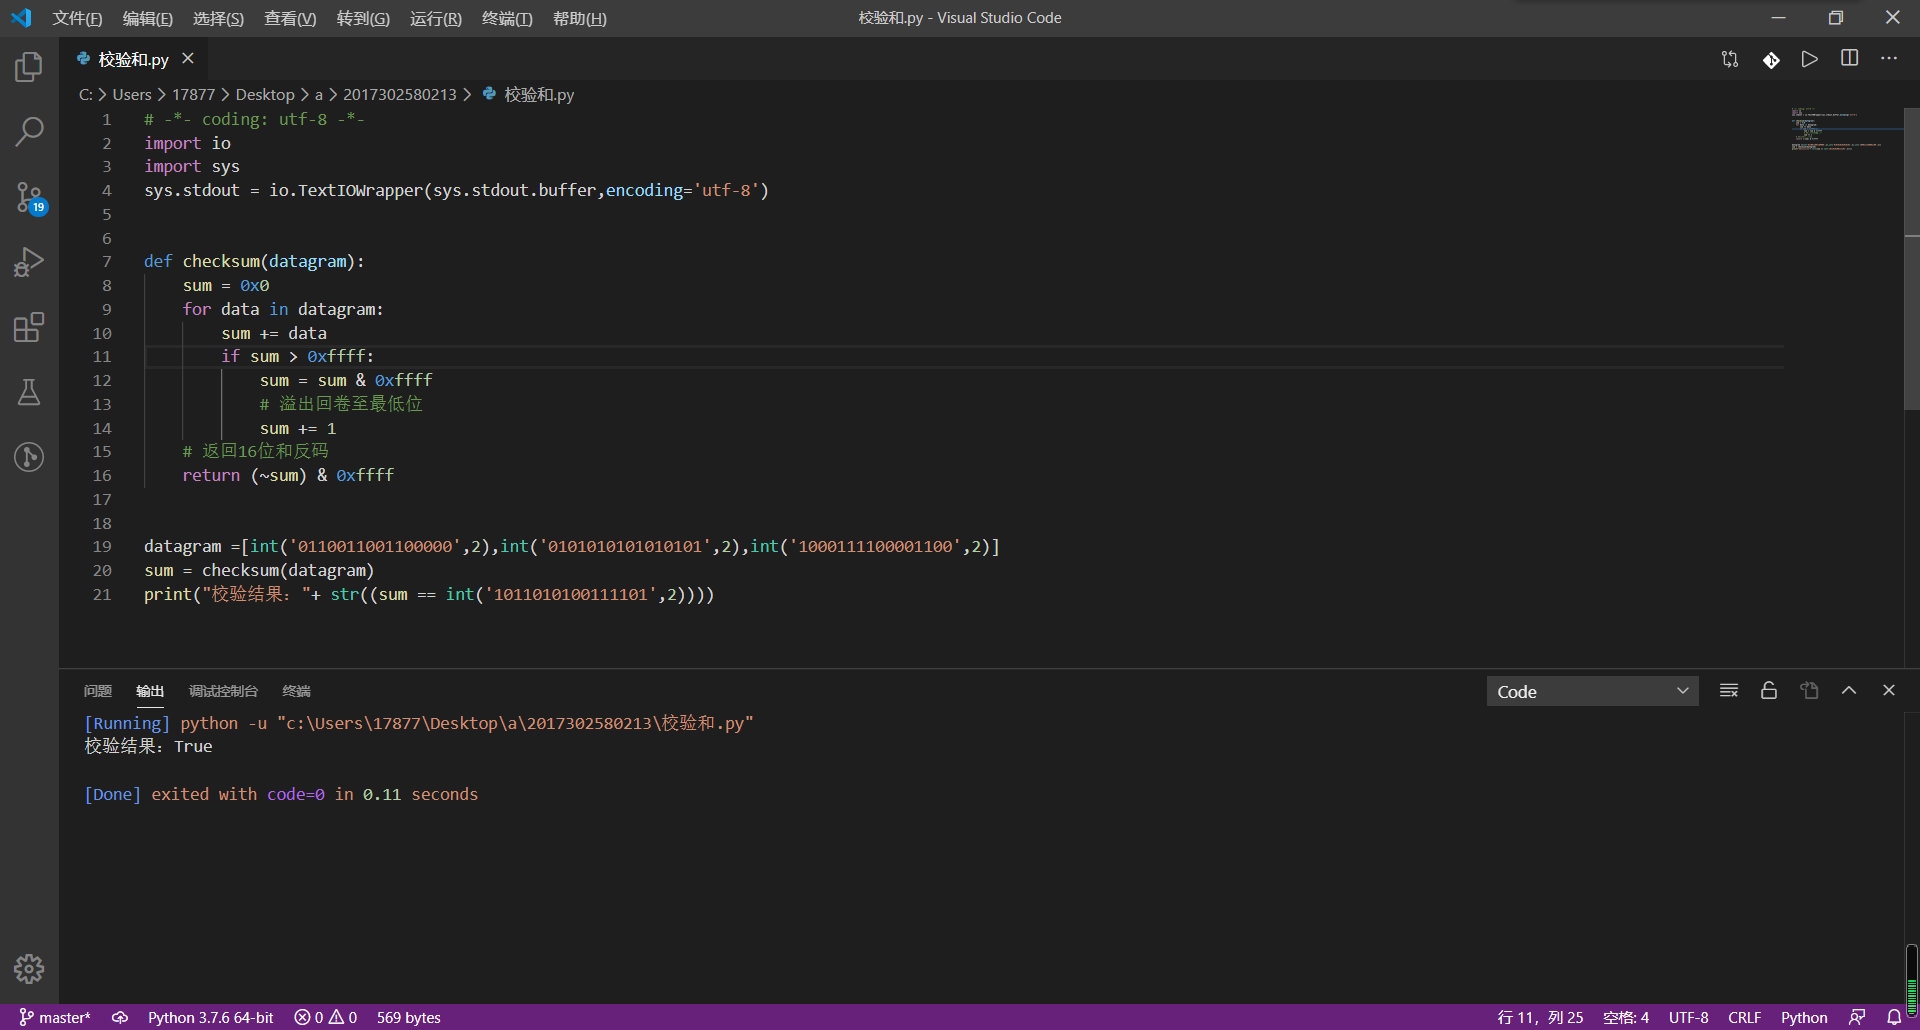 文件(F) 编辑(E) 选择(S) 查看(V) 转到(G) 运行(R) 终端(T) 帮助(H) 校验和.py - Visual Studio Code
校验和.py
C: > Users > 17877 > Desktop > a > 2017302580213 > 校验和.py
1 # -*- coding: utf-8 -*-
2 import io
3 import sys
4 sys.stdout = io.TextIOWrapper(sys.stdout.buffer,encoding='utf-8')
5
6
7 def checksum(datagram):
8 sum = 0x0
9 for data in datagram:
10 sum += data
11 if sum > 0xffff:
12 sum = sum & 0xffff
13 # 溢出回卷至最低位
14 sum += 1
15 # 返回16位和反码
16 return (~sum) & 0xffff
17
18
19 datagram =[int('0110011001100000',2),int('0101010101010101',2),int('1000111100001100',2)]
20 sum = checksum(datagram)
21 print("校验结果："+ str((sum == int('1011010100111101',2))))
19
问题 输出 调试控制台 终端 Code
[Running] python -u "c:\Users\17877\Desktop\a\2017302580213\校验和.py"
校验结果：True
[Done] exited with code=0 in 0.11 seconds
master* Python 3.7.6 64-bit 0 0 569 bytes 行 11，列 25 空格: 4 UTF-8 CRLF Python